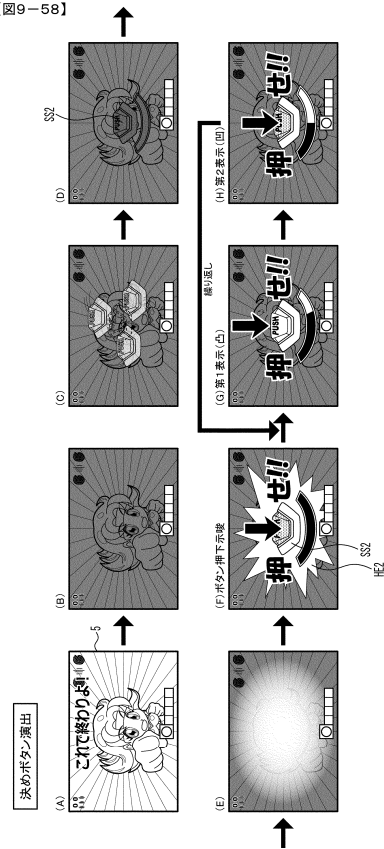 【図9-58】
決めボタン演出
(A)
これで終わりよ!!
5
(B)
(C)
(D)
SS2
(E)
(F)ボタン押下示唆
押せ!!
SS2
HE2
(G)第1表示(凸)
PUSH
押せ!!
繰り返し
(H)第2表示(凹)
PUSH
押せ!!